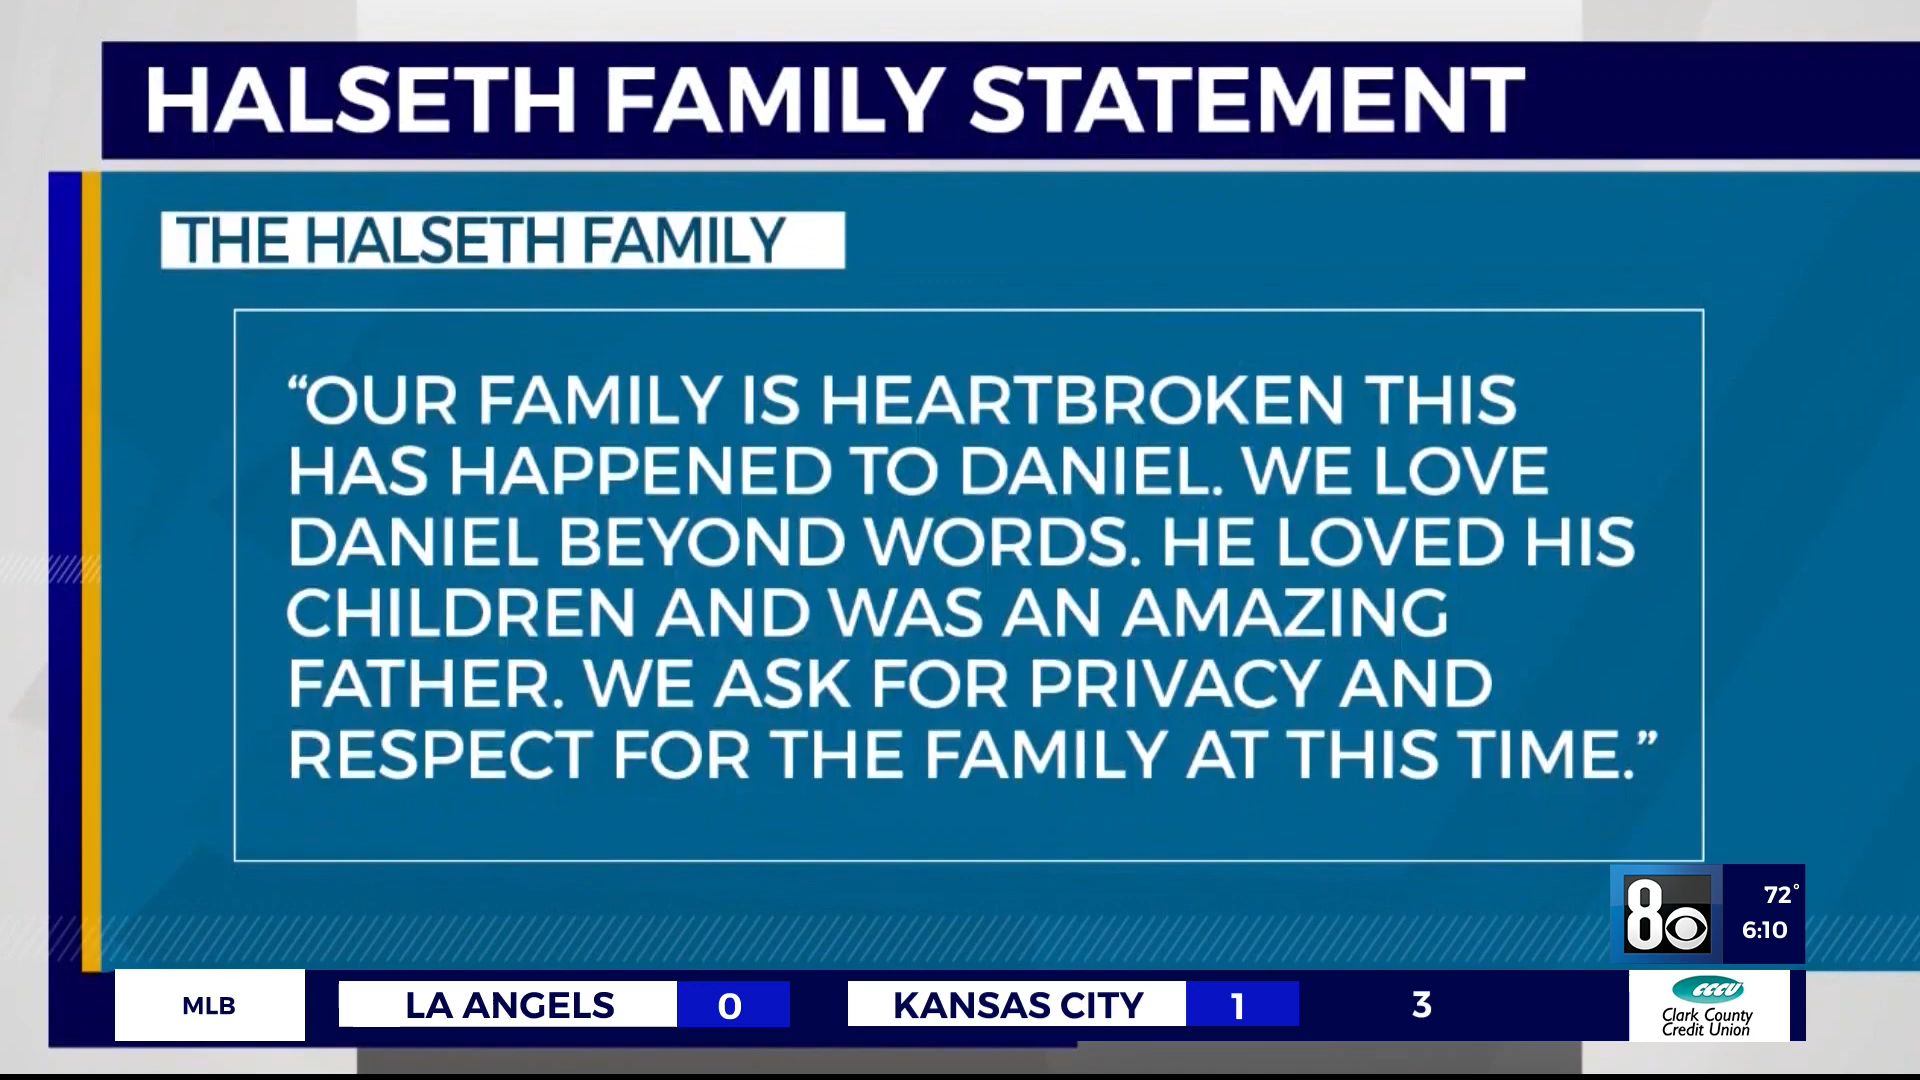 HALSETH FAMILY STATEMENT
THE HALSETH FAMILY
“OUR FAMILY IS HEARTBROKEN THIS
HAS HAPPENED TO DANIEL. WE LOVE
DANIEL BEYOND WORDS. HE LOVED HIS
CHILDREN AND WAS AN AMAZING
FATHER. WE ASK FOR PRIVACY AND
RESPECT FOR THE FAMILY AT THIS TIME.”
8
72°
6:10
MLB
LA ANGELS 0 KANSAS CITY 1 3
CCCU
Clark County
Credit Union